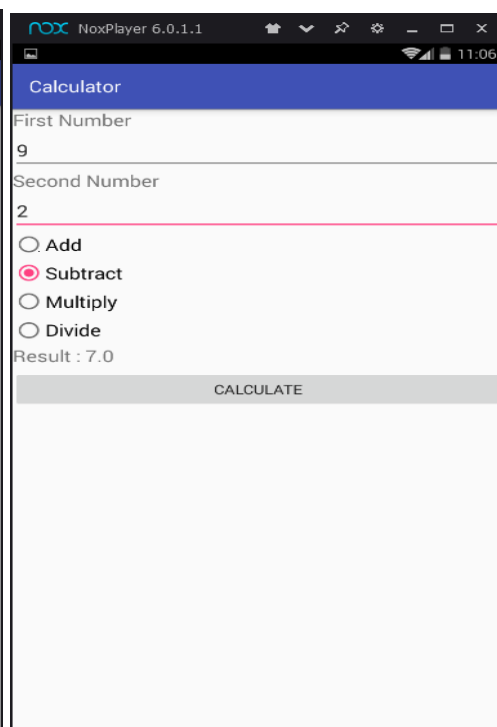 nox NoxPlayer 6.0.1.1
11:06
Calculator
First Number
9
Second Number
2
Add
Subtract
Multiply
Divide
Result : 7.0
CALCULATE